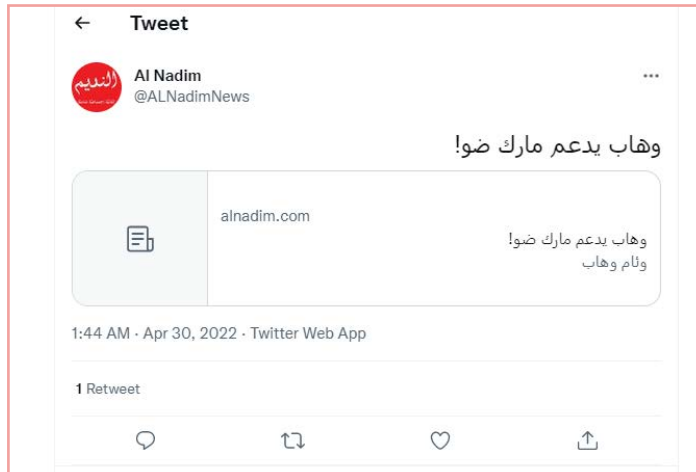 ← Tweet
النديم
Al Nadim
@ALNadimNews
وهاب يدعم مارك ضو!
alnadim.com
وهاب يدعم مارك ضو!
وئام وهاب
1:44 AM · Apr 30, 2022 · Twitter Web App
1 Retweet